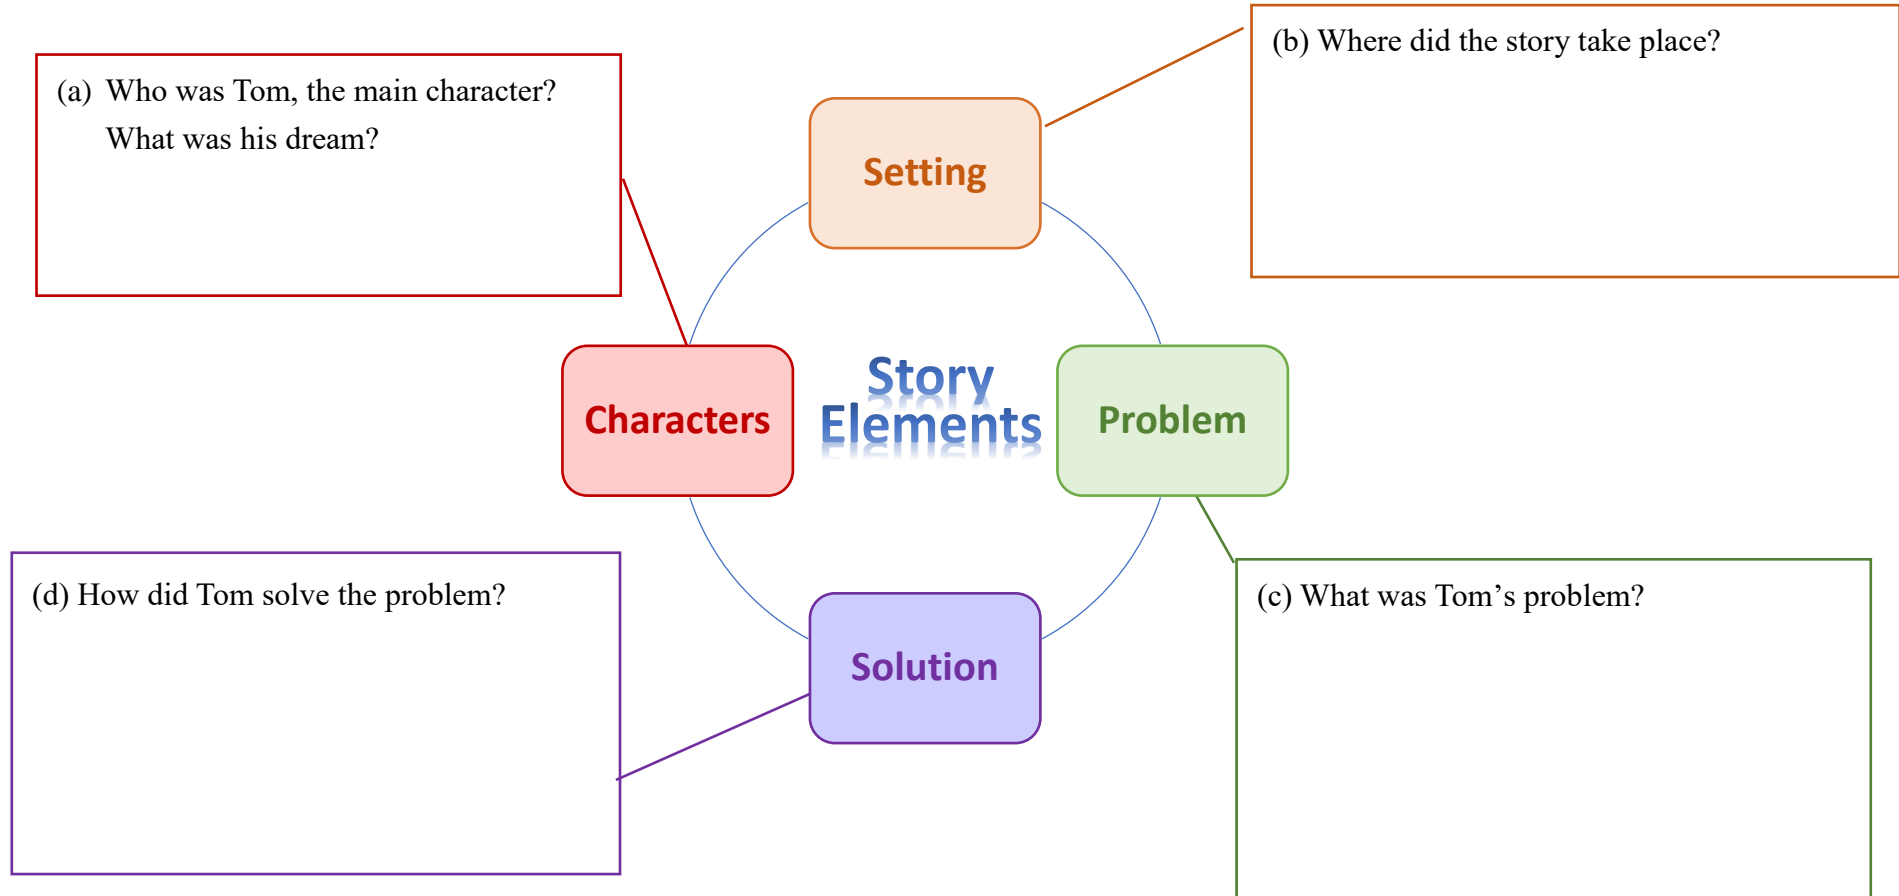 (a) Who was Tom, the main character?
What was his dream?
(b) Where did the story take place?
Setting
Characters
Story
Elements
Problem
Solution
(d) How did Tom solve the problem?
(c) What was Tom’s problem?